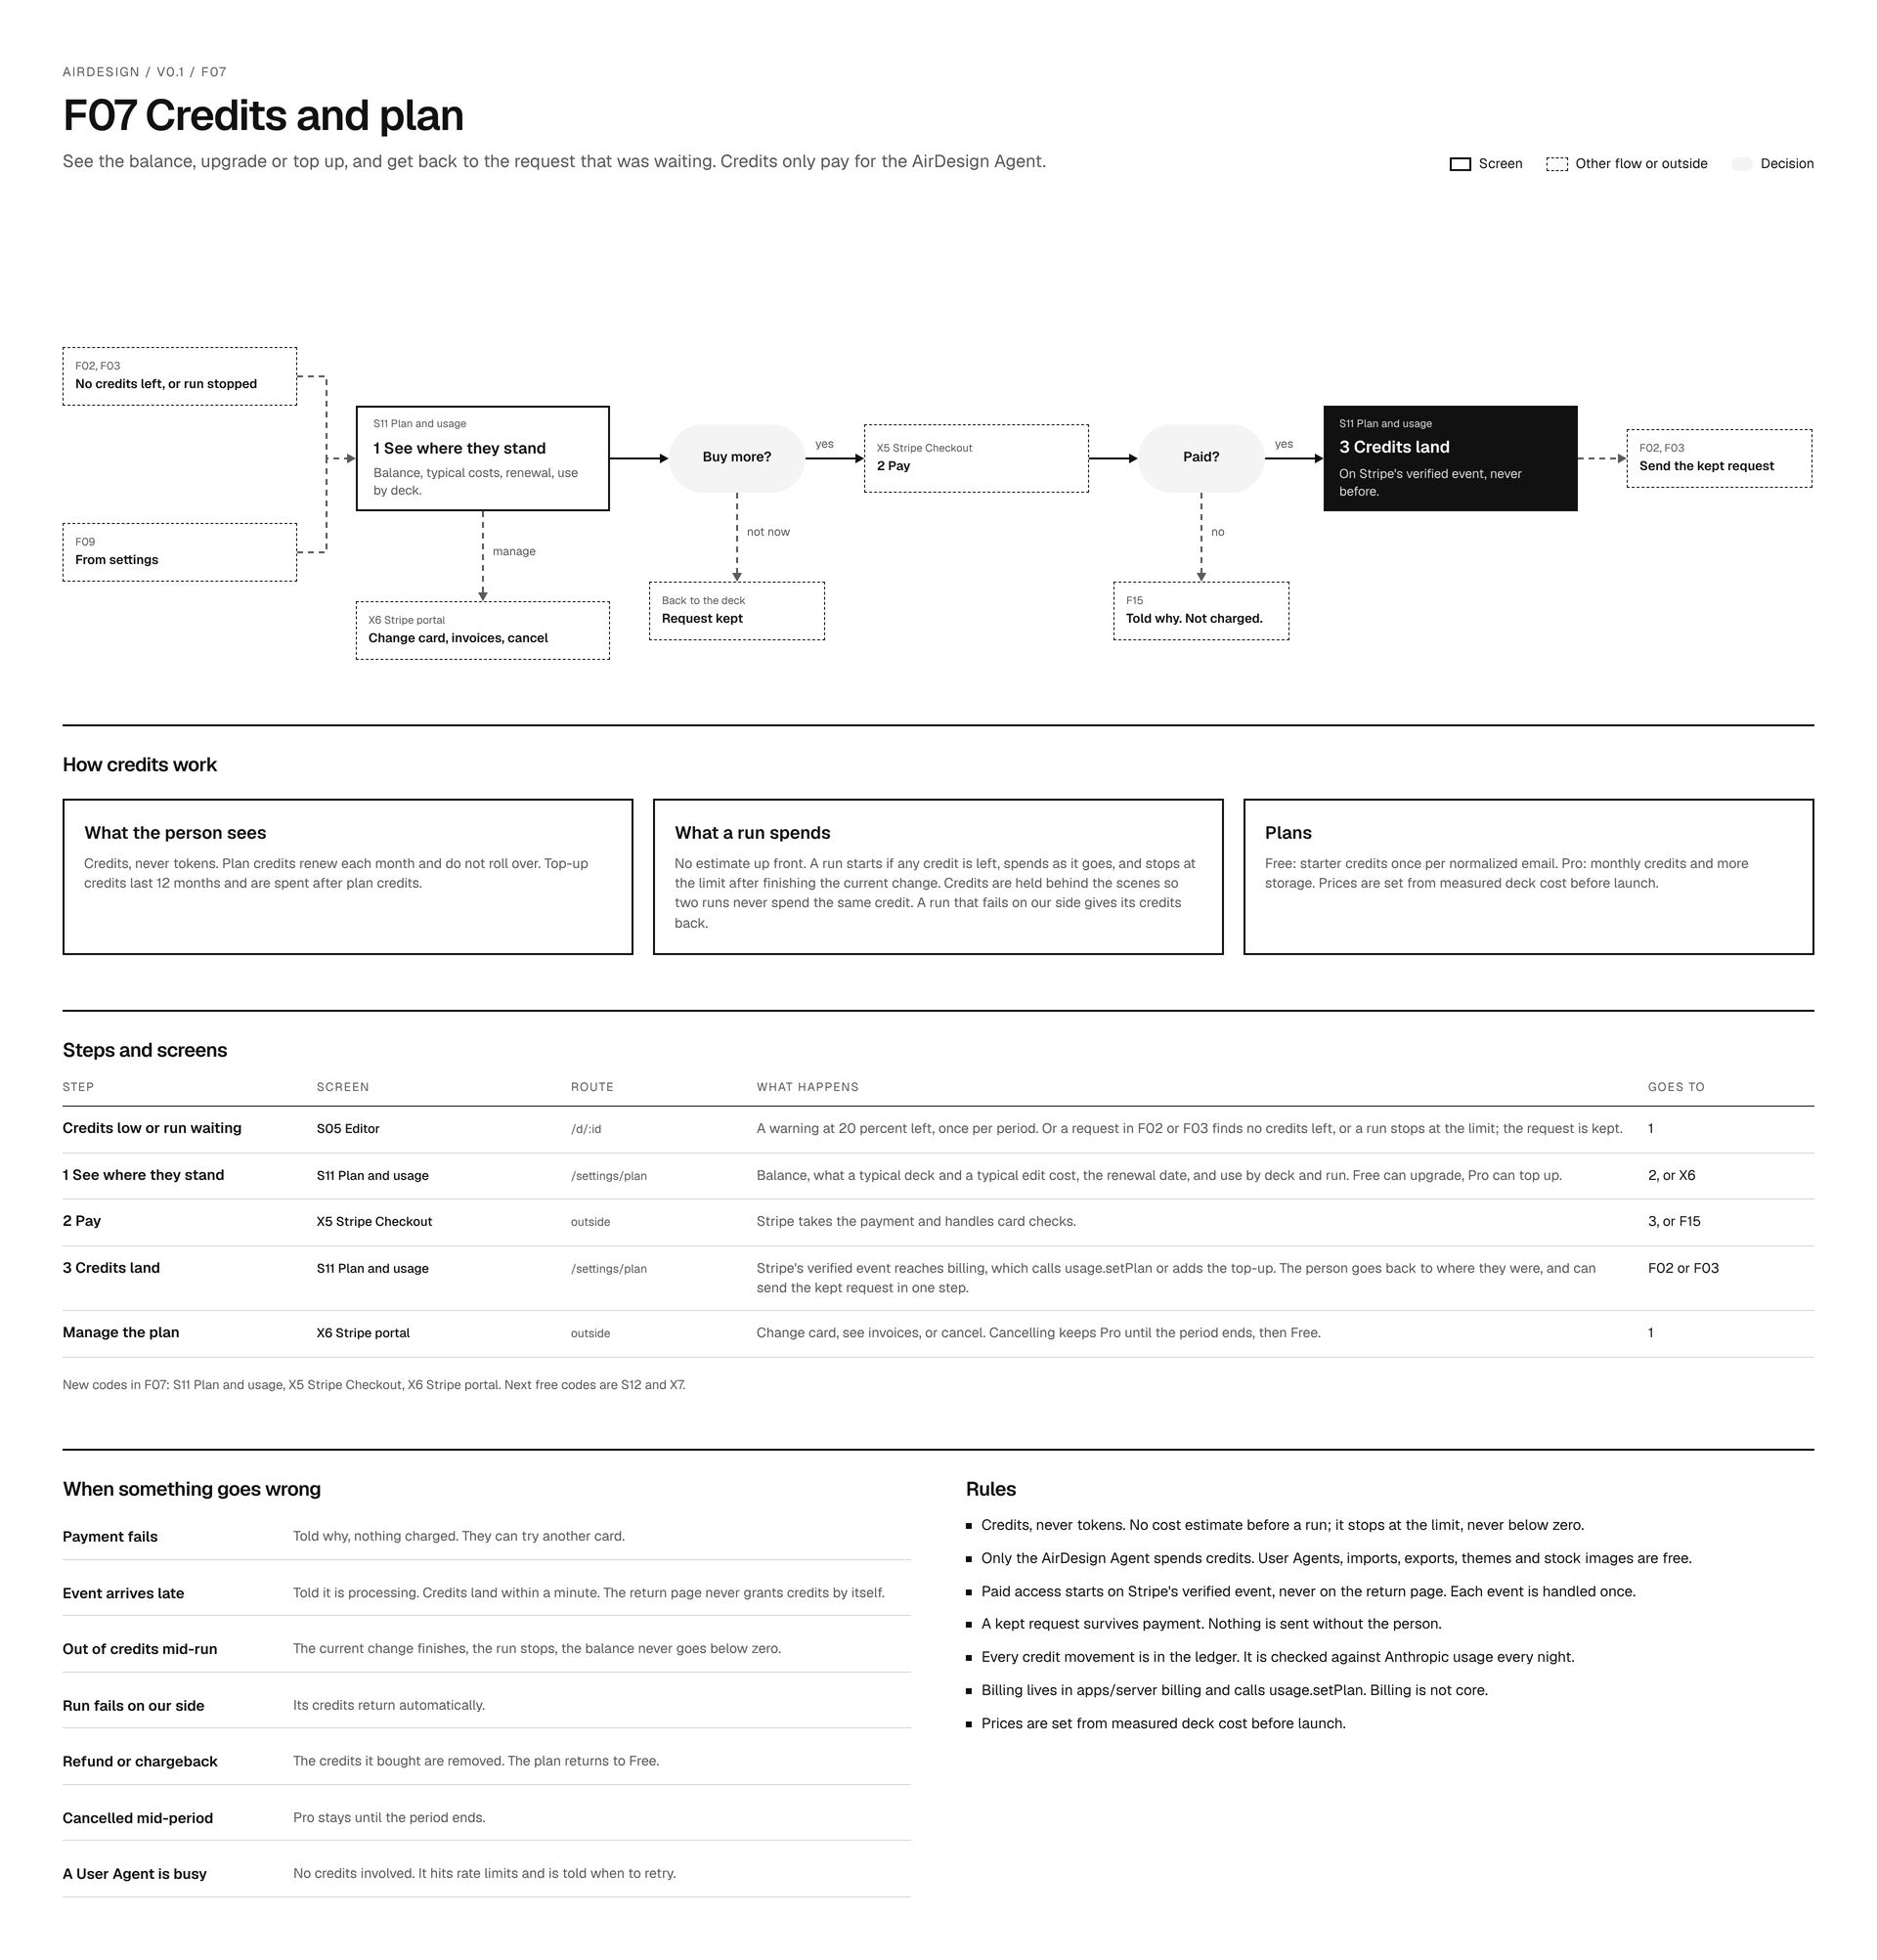 AIRDESIGN / V0.1 / F07
F07 Credits and plan
See the balance, upgrade or top up, and get back to the request that was waiting. Credits only pay for the AirDesign Agent.
Screen
Other flow or outside
Decision
F02, F03
No credits left, or run stopped
F09
From settings
S11 Plan and usage
1 See where they stand
Balance, typical costs, renewal, use
by deck.
manage
X6 Stripe portal
Change card, invoices, cancel
Buy more?
yes
not now
Back to the deck
Request kept
X5 Stripe Checkout
2 Pay
Paid?
yes
no
F15
Told why. Not charged.
S11 Plan and usage
3 Credits land
On Stripe's verified event, never
before.
F02, F03
Send the kept request
How credits work
What the person sees
Credits, never tokens. Plan credits renew each month and do not roll over. Top-up
credits last 12 months and are spent after plan credits.
What a run spends
No estimate up front. A run starts if any credit is left, spends as it goes, and stops at
the limit after finishing the current change. Credits are held behind the scenes so
two runs never spend the same credit. A run that fails on our side gives its credits
back.
Plans
Free: starter credits once per normalized email. Pro: monthly credits and more
storage. Prices are set from measured deck cost before launch.
Steps and screens
STEP SCREEN ROUTE WHAT HAPPENS GOES TO
Credits low or run waiting S05 Editor /d/:id A warning at 20 percent left, once per period. Or a request in F02 or F03 finds no credits left, or a run stops at the limit; the request is kept. 1
1 See where they stand S11 Plan and usage /settings/plan Balance, what a typical deck and a typical edit cost, the renewal date, and use by deck and run. Free can upgrade, Pro can top up. 2, or X6
2 Pay X5 Stripe Checkout outside Stripe takes the payment and handles card checks. 3, or F15
3 Credits land S11 Plan and usage /settings/plan Stripe's verified event reaches billing, which calls usage.setPlan or adds the top-up. The person goes back to where they were, and can F02 or F03
send the kept request in one step.
Manage the plan X6 Stripe portal outside Change card, see invoices, or cancel. Cancelling keeps Pro until the period ends, then Free. 1
New codes in F07: S11 Plan and usage, X5 Stripe Checkout, X6 Stripe portal. Next free codes are S12 and X7.
When something goes wrong
Payment fails Told why, nothing charged. They can try another card.
Event arrives late Told it is processing. Credits land within a minute. The return page never grants credits by itself.
Out of credits mid-run The current change finishes, the run stops, the balance never goes below zero.
Run fails on our side Its credits return automatically.
Refund or chargeback The credits it bought are removed. The plan returns to Free.
Cancelled mid-period Pro stays until the period ends.
A User Agent is busy No credits involved. It hits rate limits and is told when to retry.
Rules
Credits, never tokens. No cost estimate before a run; it stops at the limit, never below zero.
Only the AirDesign Agent spends credits. User Agents, imports, exports, themes and stock images are free.
Paid access starts on Stripe's verified event, never on the return page. Each event is handled once.
A kept request survives payment. Nothing is sent without the person.
Every credit movement is in the ledger. It is checked against Anthropic usage every night.
Billing lives in apps/server billing and calls usage.setPlan. Billing is not core.
Prices are set from measured deck cost before launch.